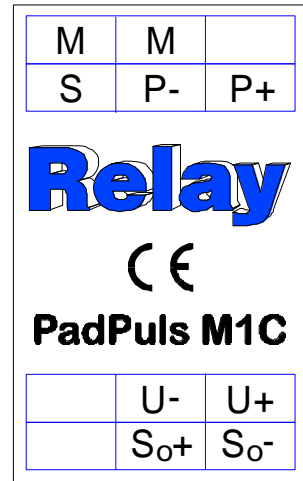 M M
S P- P+
Relay
CE
PadPuls M1C
U- U+
So+ So-